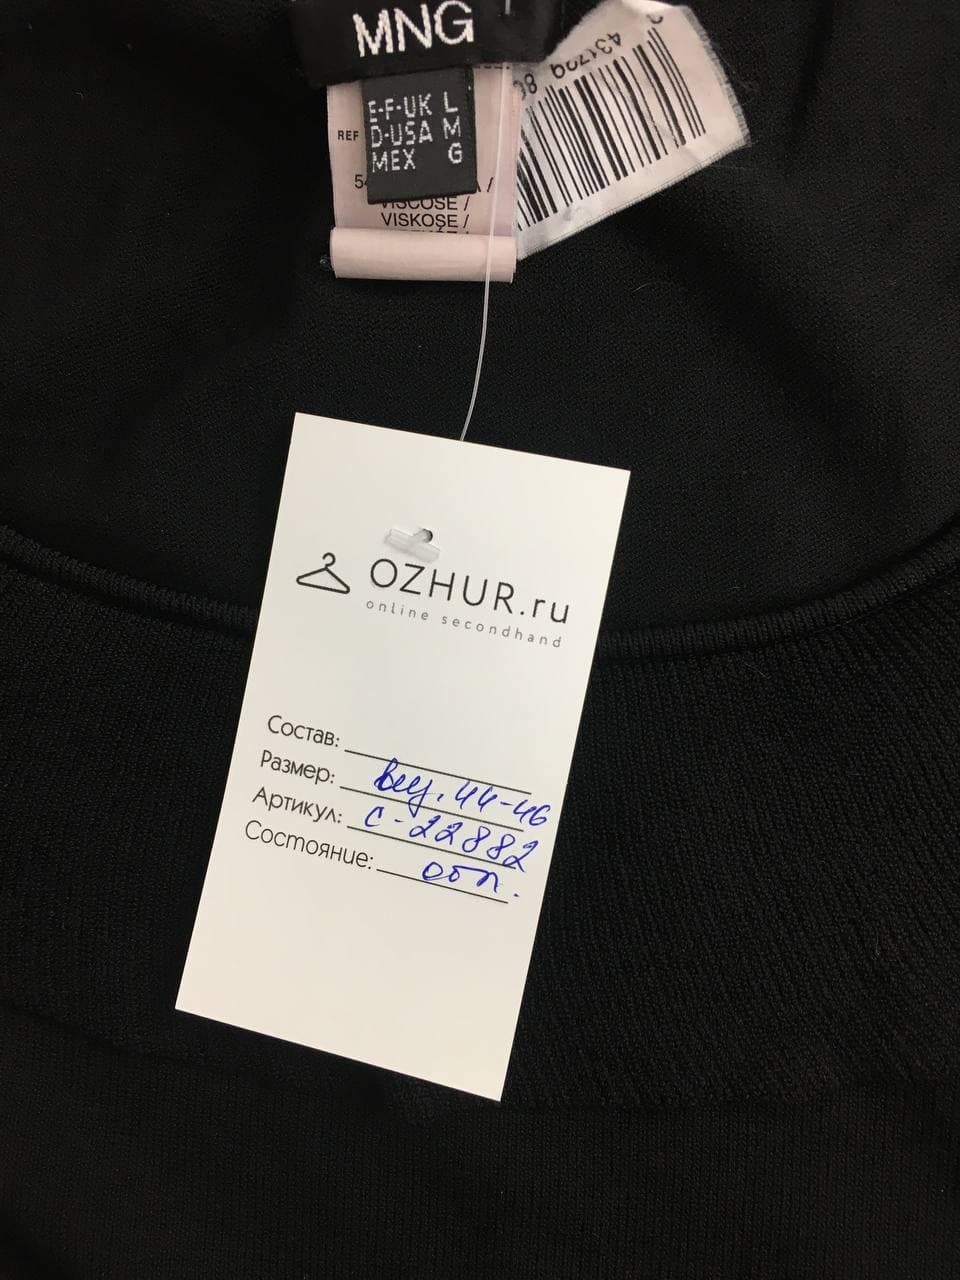 MNG
E-F-UK L
D-USA M
MEX G
REF
VISCOSE /
VISKOSE /
OZHUR.ru
online secondhand
Состав:
Размер: 44-46
Артикул: С-22882
Состояние: отл.